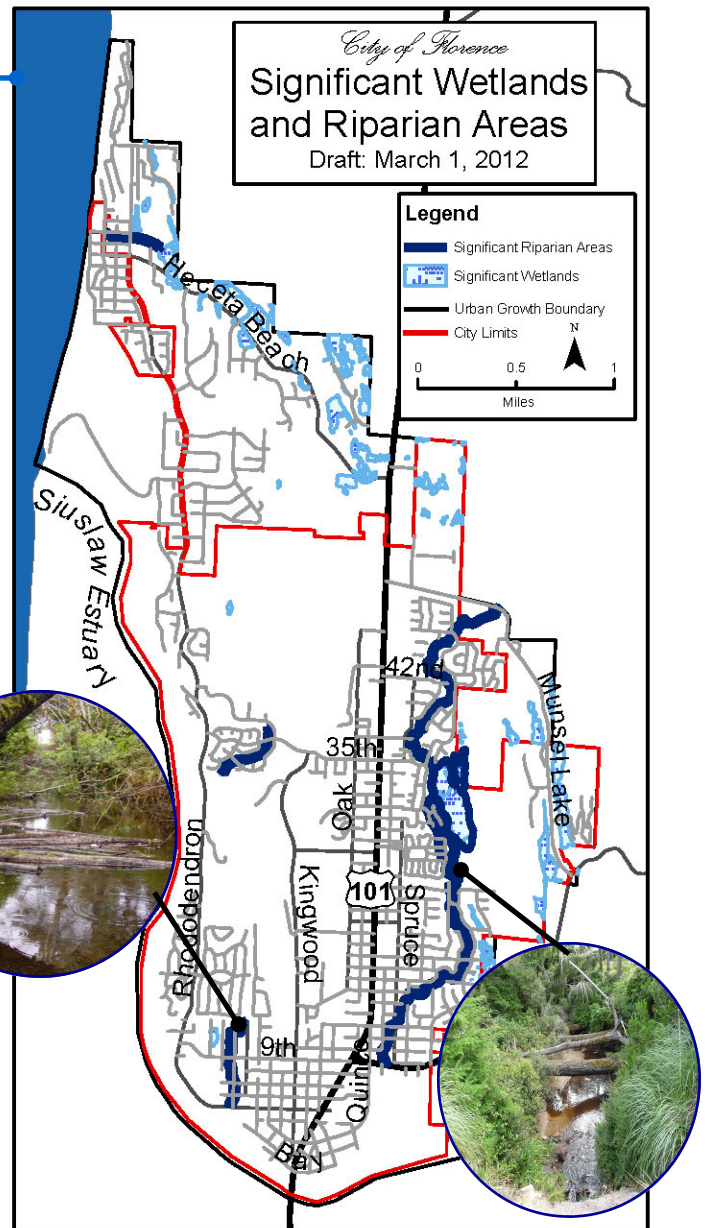 City of Florence
Significant Wetlands
and Riparian Areas
Draft: March 1, 2012
Legend
Significant Riparian Areas
Significant Wetlands
Urban Growth Boundary
City Limits
N
0 0.5 1
Miles
Heceta Beach
Siuslaw Estuary
42nd
Munsel Lake
35th
Oak
Rhododendron
Kingwood
101
Spruce
9th
Quince
Bay